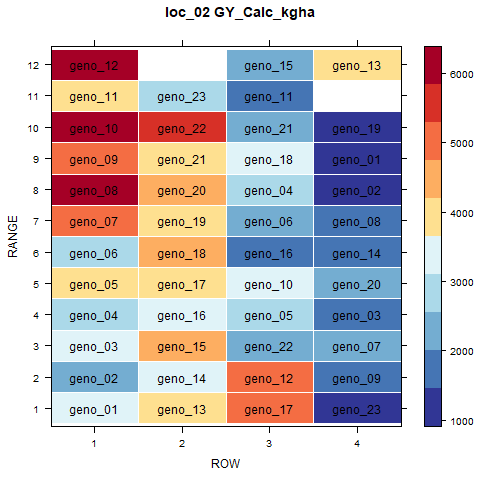 loc_02 GY_Calc_kgha
12 geno_12 geno_15 geno_13 6000
11 geno_11 geno_23 geno_11
10 geno_10 geno_22 geno_21 geno_19 5000
9 geno_09 geno_21 geno_18 geno_01
8 geno_08 geno_20 geno_04 geno_02 4000
7 geno_07 geno_19 geno_06 geno_08
RANGE
6 geno_06 geno_18 geno_16 geno_14
5 geno_05 geno_17 geno_10 geno_20 3000
4 geno_04 geno_16 geno_05 geno_03
3 geno_03 geno_15 geno_22 geno_07 2000
2 geno_02 geno_14 geno_12 geno_09
1 geno_01 geno_13 geno_17 geno_23 1000
1 2 3 4
ROW